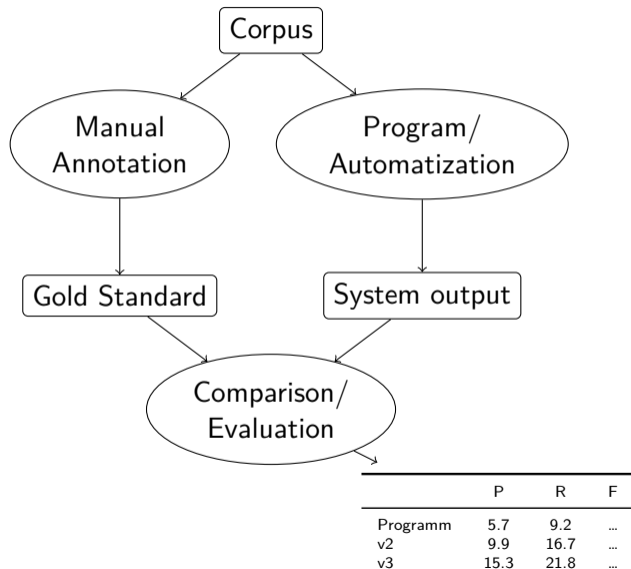 Corpus
Manual
Annotation
Program/
Automatization
Gold Standard
System output
Comparison/
Evaluation
P R F
Programm 5.7 9.2 …
v2 9.9 16.7 …
v3 15.3 21.8 …